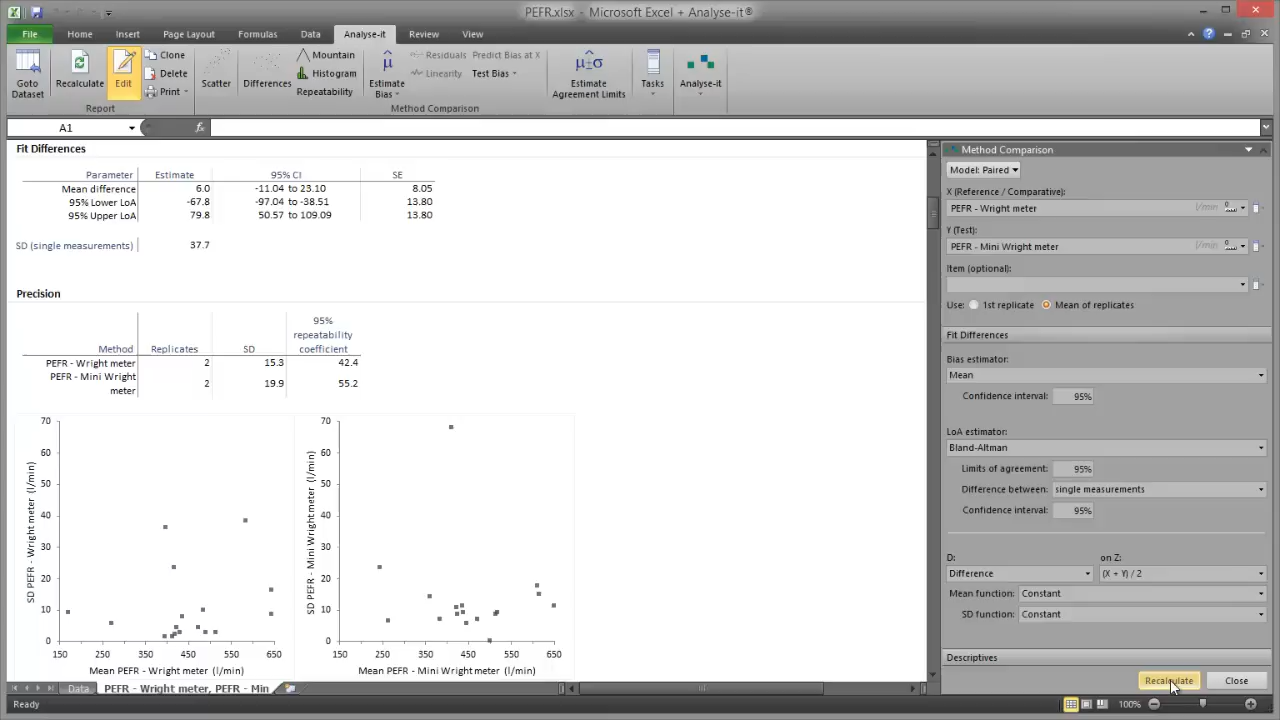 PEFR.xlsx - Microsoft Excel + Analyse-it®
File Home Insert Page Layout Formulas Data Analyse-it Review View
Goto Dataset
Recalculate
Edit
Clone
Delete
Print
Report
Scatter
Differences
Mountain
Histogram
Repeatability
Estimate Bias
Residuals Predict Bias at X
Linearity Test Bias
Method Comparison
Estimate Agreement Limits
Tasks
Analyse-it
A1
fx
Fit Differences
Parameter Estimate 95% CI SE
Mean difference 6.0 -11.04 to 23.10 8.05
95% Lower LoA -67.8 -97.04 to -38.51 13.80
95% Upper LoA 79.8 50.57 to 109.09 13.80
SD (single measurements) 37.7
Precision
95%
repeatability
Method Replicates SD coefficient
PEFR - Wright meter 2 15.3 42.4
PEFR - Mini Wright
meter 2 19.9 55.2
SD PEFR - Wright meter (l/min)
70
60
50
40
30
20
10
0
150 250 350 450 550 650
Mean PEFR - Wright meter (l/min)
SD PEFR - Mini Wright meter (l/min)
70
60
50
40
30
20
10
0
150 250 350 450 550 650
Mean PEFR - Mini Wright meter (l/min)
Method Comparison
Model: Paired
X (Reference / Comparative):
PEFR - Wright meter l/min
Y (Test):
PEFR - Mini Wright meter l/min
Item (optional):
Use: 1st replicate Mean of replicates
Fit Differences
Bias estimator:
Mean
Confidence interval: 95%
LoA estimator:
Bland-Altman
Limits of agreement: 95%
Difference between: single measurements
Confidence interval: 95%
D: on Z:
Difference (X + Y) / 2
Mean function: Constant
SD function: Constant
Descriptives
Recalculate Close
Data PEFR - Wright meter, PEFR - Min
Ready 100%